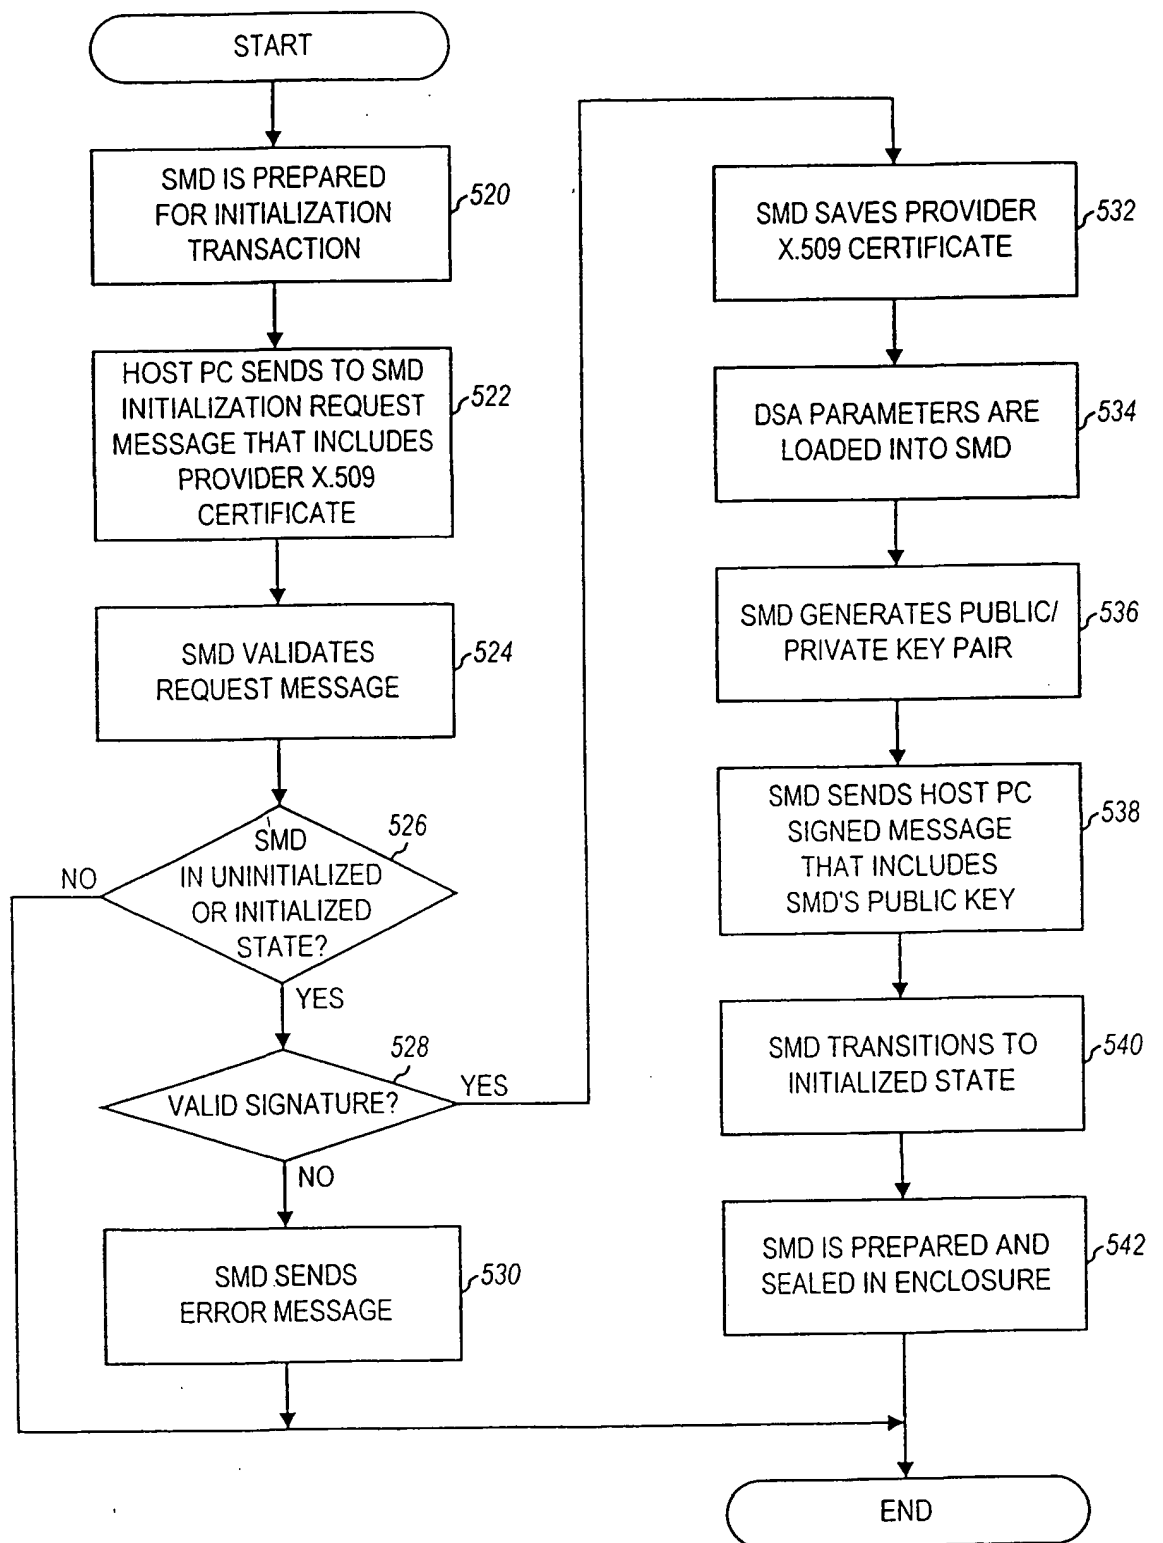 START
SMD IS PREPARED
FOR INITIALIZATION
TRANSACTION
520
HOST PC SENDS TO SMD
INITIALIZATION REQUEST
MESSAGE THAT INCLUDES
PROVIDER X.509
CERTIFICATE
522
SMD VALIDATES
REQUEST MESSAGE
524
SMD
IN UNINITIALIZED
OR INITIALIZED
STATE?
526
NO
YES
VALID SIGNATURE?
528
YES
NO
SMD SENDS
ERROR MESSAGE
530
SMD SAVES PROVIDER
X.509 CERTIFICATE
532
DSA PARAMETERS ARE
LOADED INTO SMD
534
SMD GENERATES PUBLIC/
PRIVATE KEY PAIR
536
SMD SENDS HOST PC
SIGNED MESSAGE
THAT INCLUDES
SMD'S PUBLIC KEY
538
SMD TRANSITIONS TO
INITIALIZED STATE
540
SMD IS PREPARED AND
SEALED IN ENCLOSURE
542
END